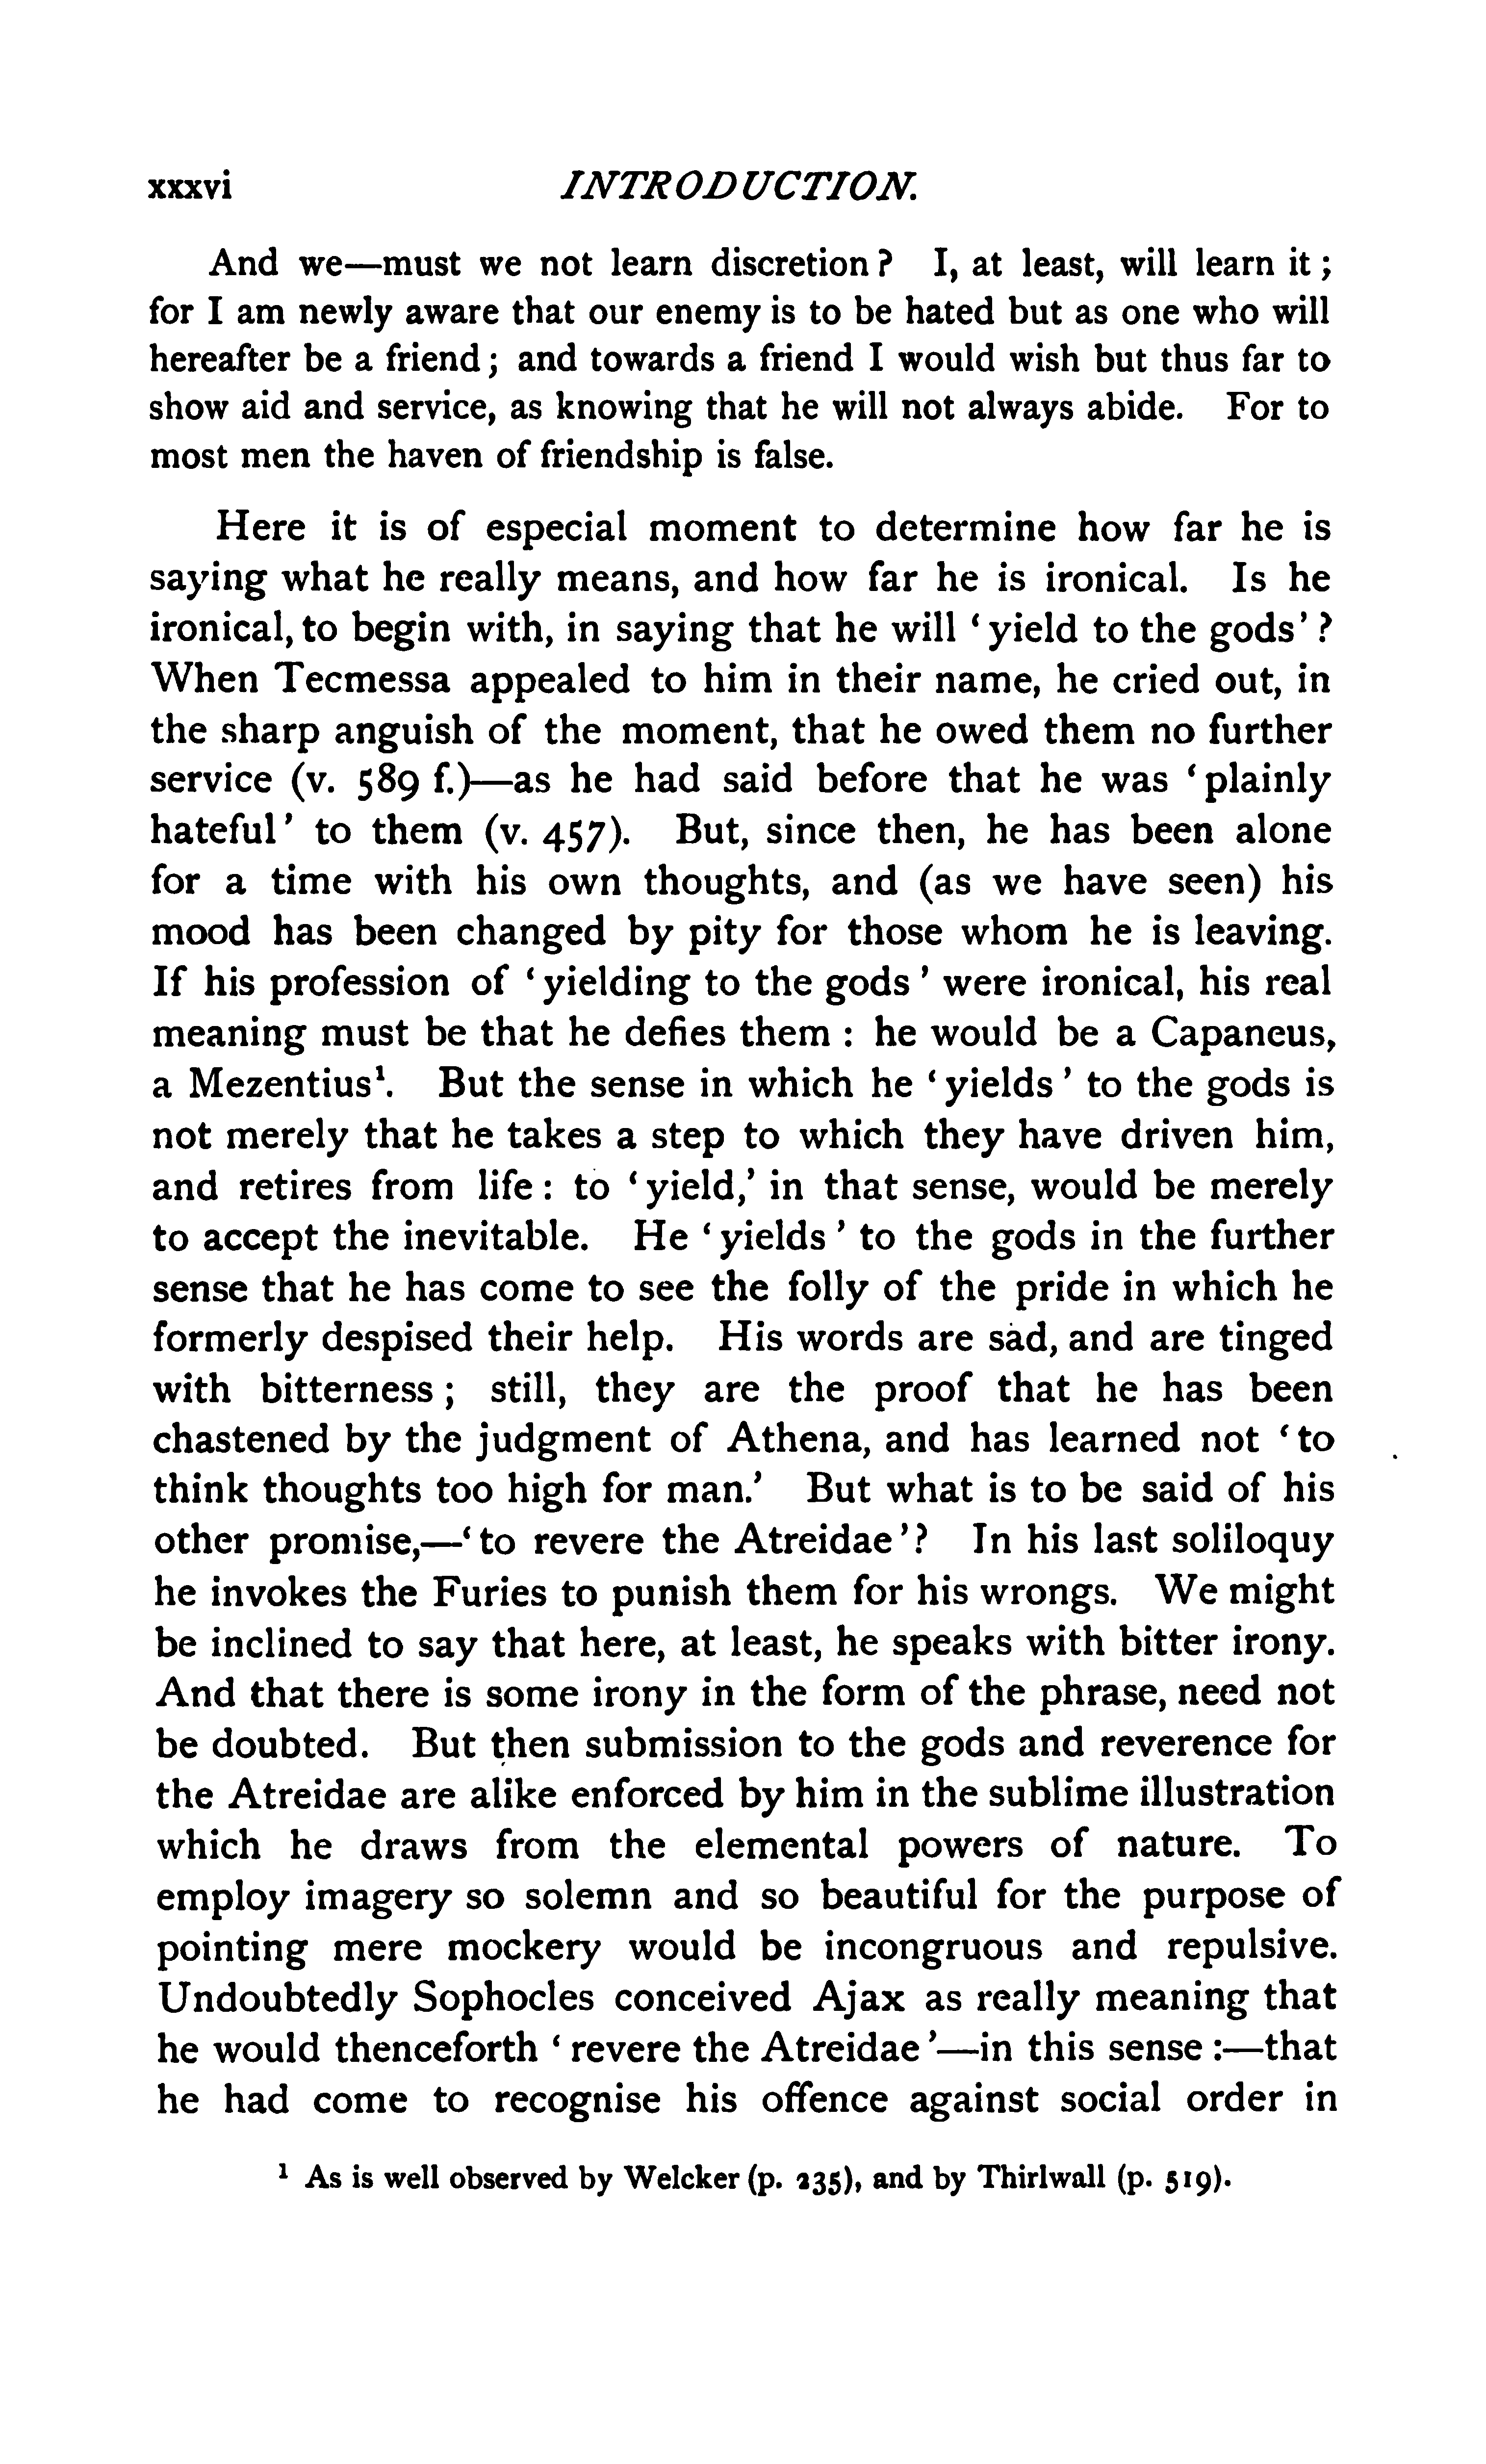 xxxvi INTRODUCTION.
And we—must we not learn discretion? I, at least, will learn it;
for I am newly aware that our enemy is to be hated but as one who will
hereafter be a friend; and towards a friend I would wish but thus far to
show aid and service, as knowing that he will not always abide. For to
most men the haven of friendship is false.
Here it is of especial moment to determine how far he is
saying what he really means, and how far he is ironical. Is he
ironical, to begin with, in saying that he will ‘yield to the gods’?
When Tecmessa appealed to him in their name, he cried out, in
the sharp anguish of the moment, that he owed them no further
service (v. 589 f.)—as he had said before that he was ‘plainly
hateful’ to them (v. 457). But, since then, he has been alone
for a time with his own thoughts, and (as we have seen) his
mood has been changed by pity for those whom he is leaving.
If his profession of ‘yielding to the gods’ were ironical, his real
meaning must be that he defies them : he would be a Capaneus,
a Mezentius¹. But the sense in which he ‘yields’ to the gods is
not merely that he takes a step to which they have driven him,
and retires from life: to ‘yield,’ in that sense, would be merely
to accept the inevitable. He ‘yields’ to the gods in the further
sense that he has come to see the folly of the pride in which he
formerly despised their help. His words are sad, and are tinged
with bitterness; still, they are the proof that he has been
chastened by the judgment of Athena, and has learned not ‘to
think thoughts too high for man.’ But what is to be said of his
other promise,—‘to revere the Atreidae’? In his last soliloquy
he invokes the Furies to punish them for his wrongs. We might
be inclined to say that here, at least, he speaks with bitter irony.
And that there is some irony in the form of the phrase, need not
be doubted. But then submission to the gods and reverence for
the Atreidae are alike enforced by him in the sublime illustration
which he draws from the elemental powers of nature. To
employ imagery so solemn and so beautiful for the purpose of
pointing mere mockery would be incongruous and repulsive.
Undoubtedly Sophocles conceived Ajax as really meaning that
he would thenceforth ‘revere the Atreidae’—in this sense :—that
he had come to recognise his offence against social order in
¹ As is well observed by Welcker (p. 235), and by Thirlwall (p. 519).